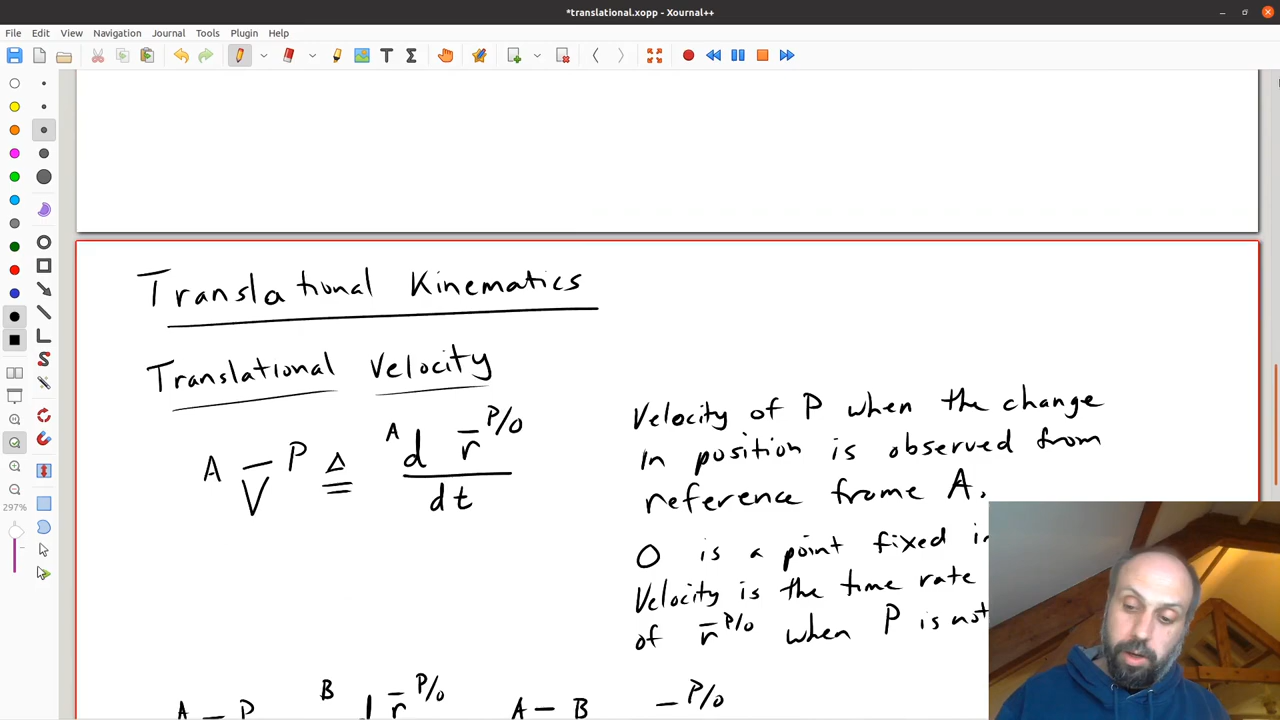 *translational.xopp - Xournal++
File Edit View Navigation Journal Tools Plugin Help
297%
Translational Kinematics
Translational Velocity
A V̅ P ≜ A d r̅ P/O
dt
Velocity of P when the change
in position is observed from
reference frame A.
O is a point fixed in
Velocity is the time rate
of r̅ P/O when P is not
A – P B d r̅ P/O A – B – P/O